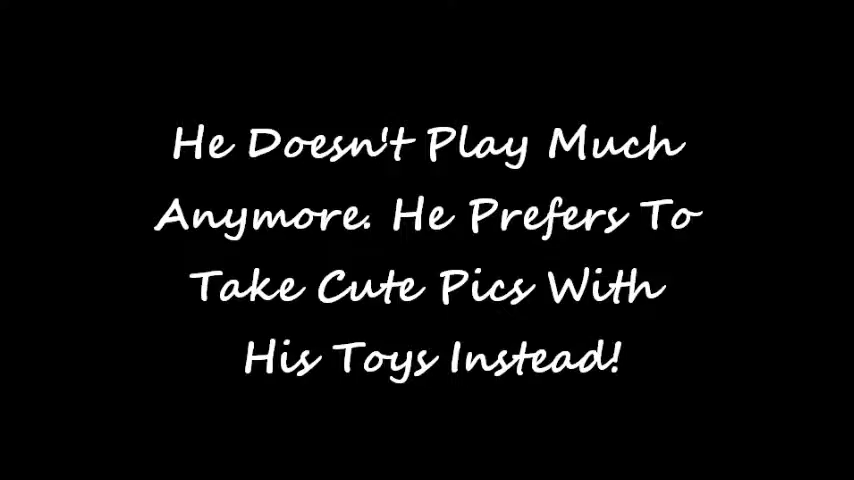 He Doesn't Play Much
Anymore. He Prefers To
Take Cute Pics With
His Toys Instead!